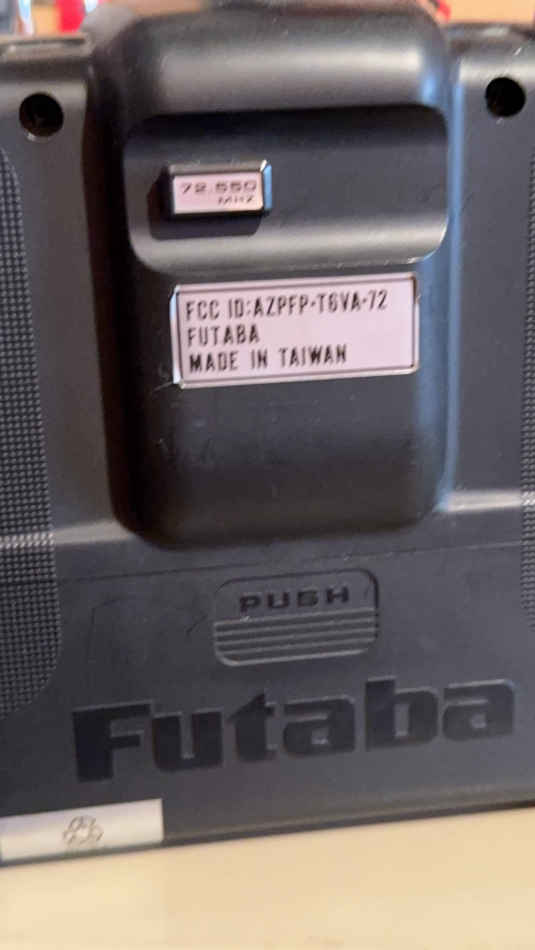 72.550
MHZ
FCC ID:AZPFP-T6VA-72
FUTABA
MADE IN TAIWAN
PUSH
Futaba